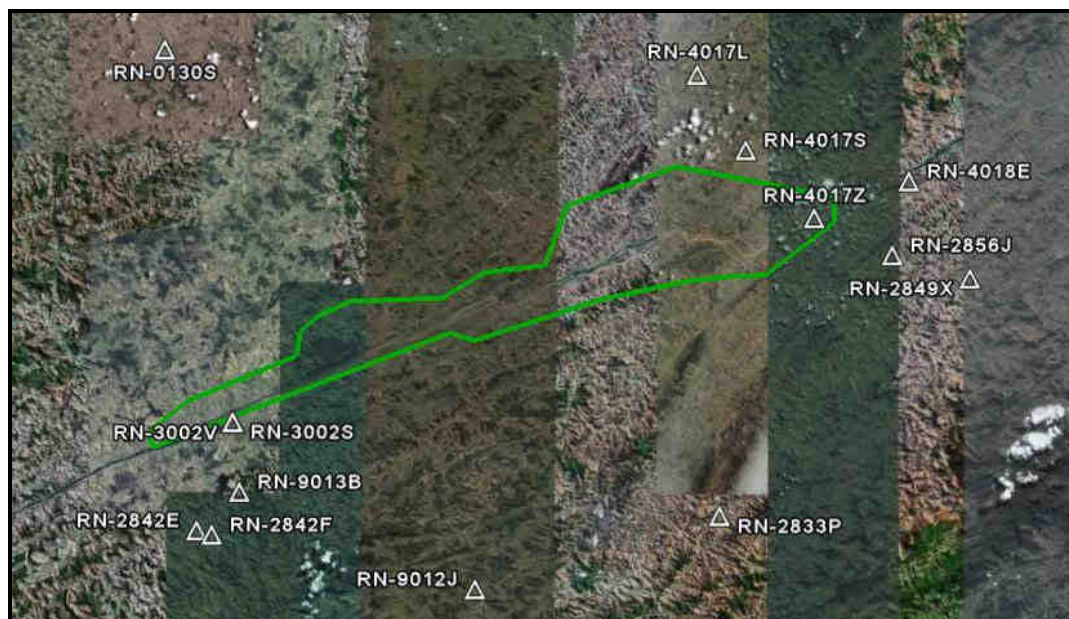 RN-0130S
RN-4017L
RN-4017S
RN-4018E
RN-4017Z
RN-2856J
RN-2849X
RN-3002V
RN-3002S
RN-9013B
RN-2842E
RN-2842F
RN-2833P
RN-9012J